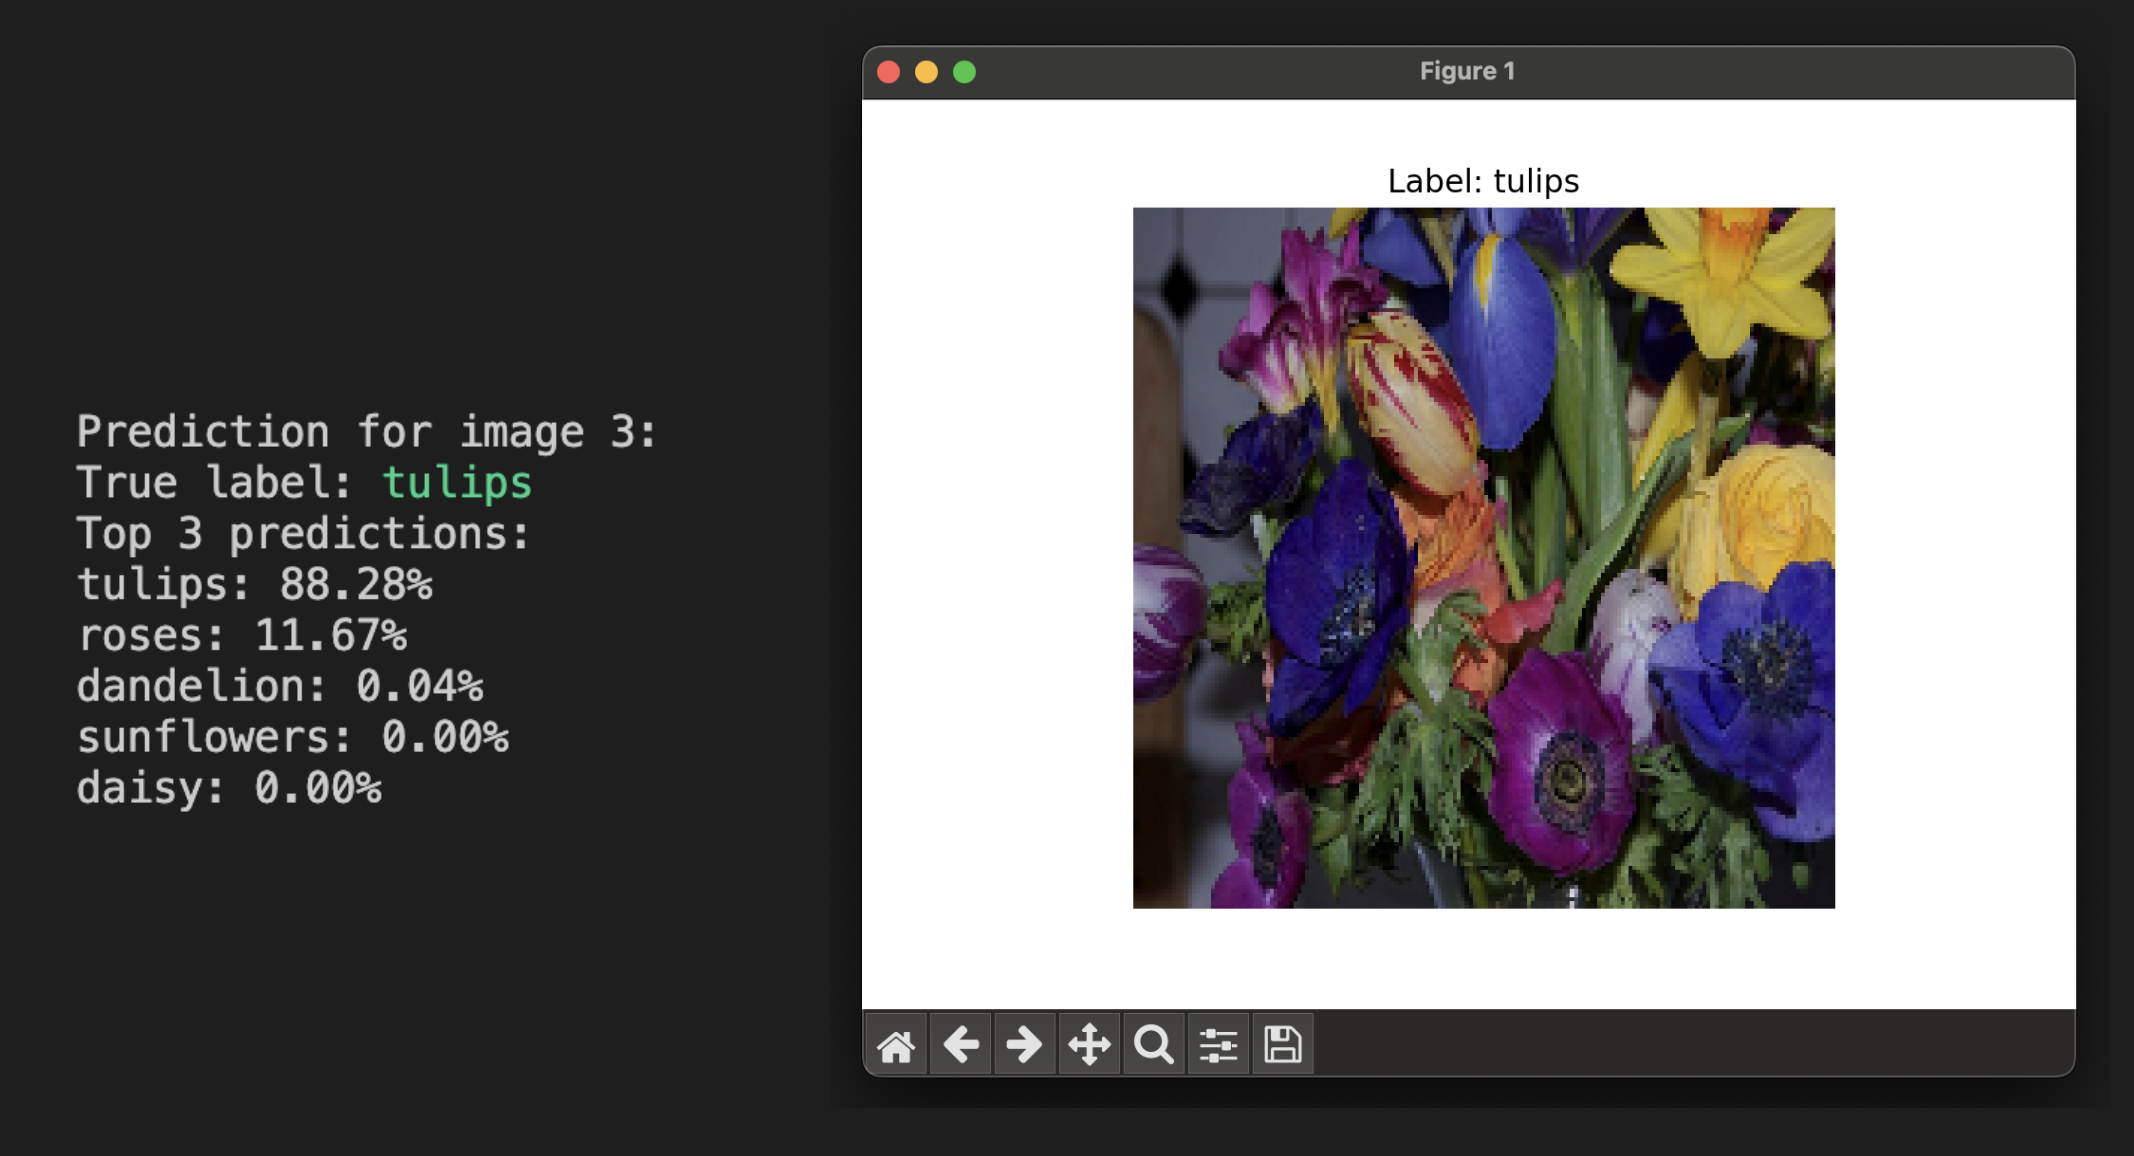 Prediction for image 3:
True label: tulips
Top 3 predictions:
tulips: 88.28%
roses: 11.67%
dandelion: 0.04%
sunflowers: 0.00%
daisy: 0.00%
Figure 1
Label: tulips